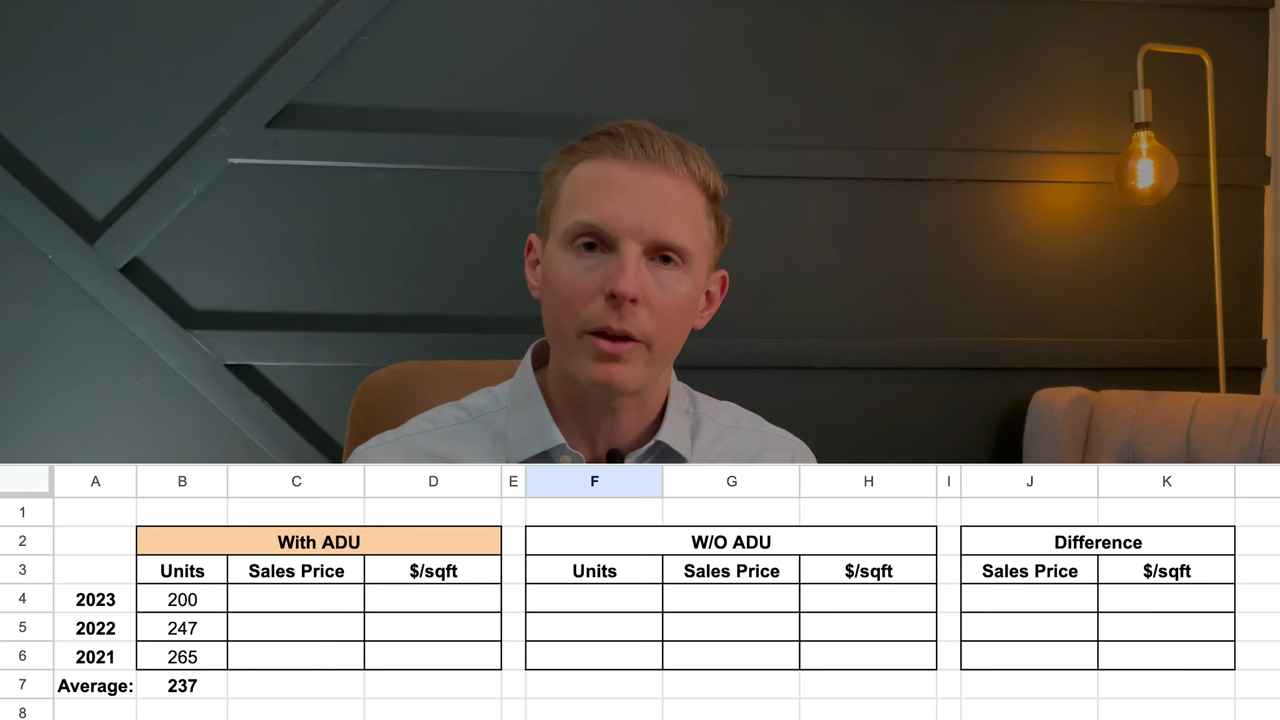 A B C D E F G H I J K
1
2 With ADU W/O ADU Difference
3 Units Sales Price $/sqft Units Sales Price $/sqft Sales Price $/sqft
4 2023 200
5 2022 247
6 2021 265
7 Average: 237
8